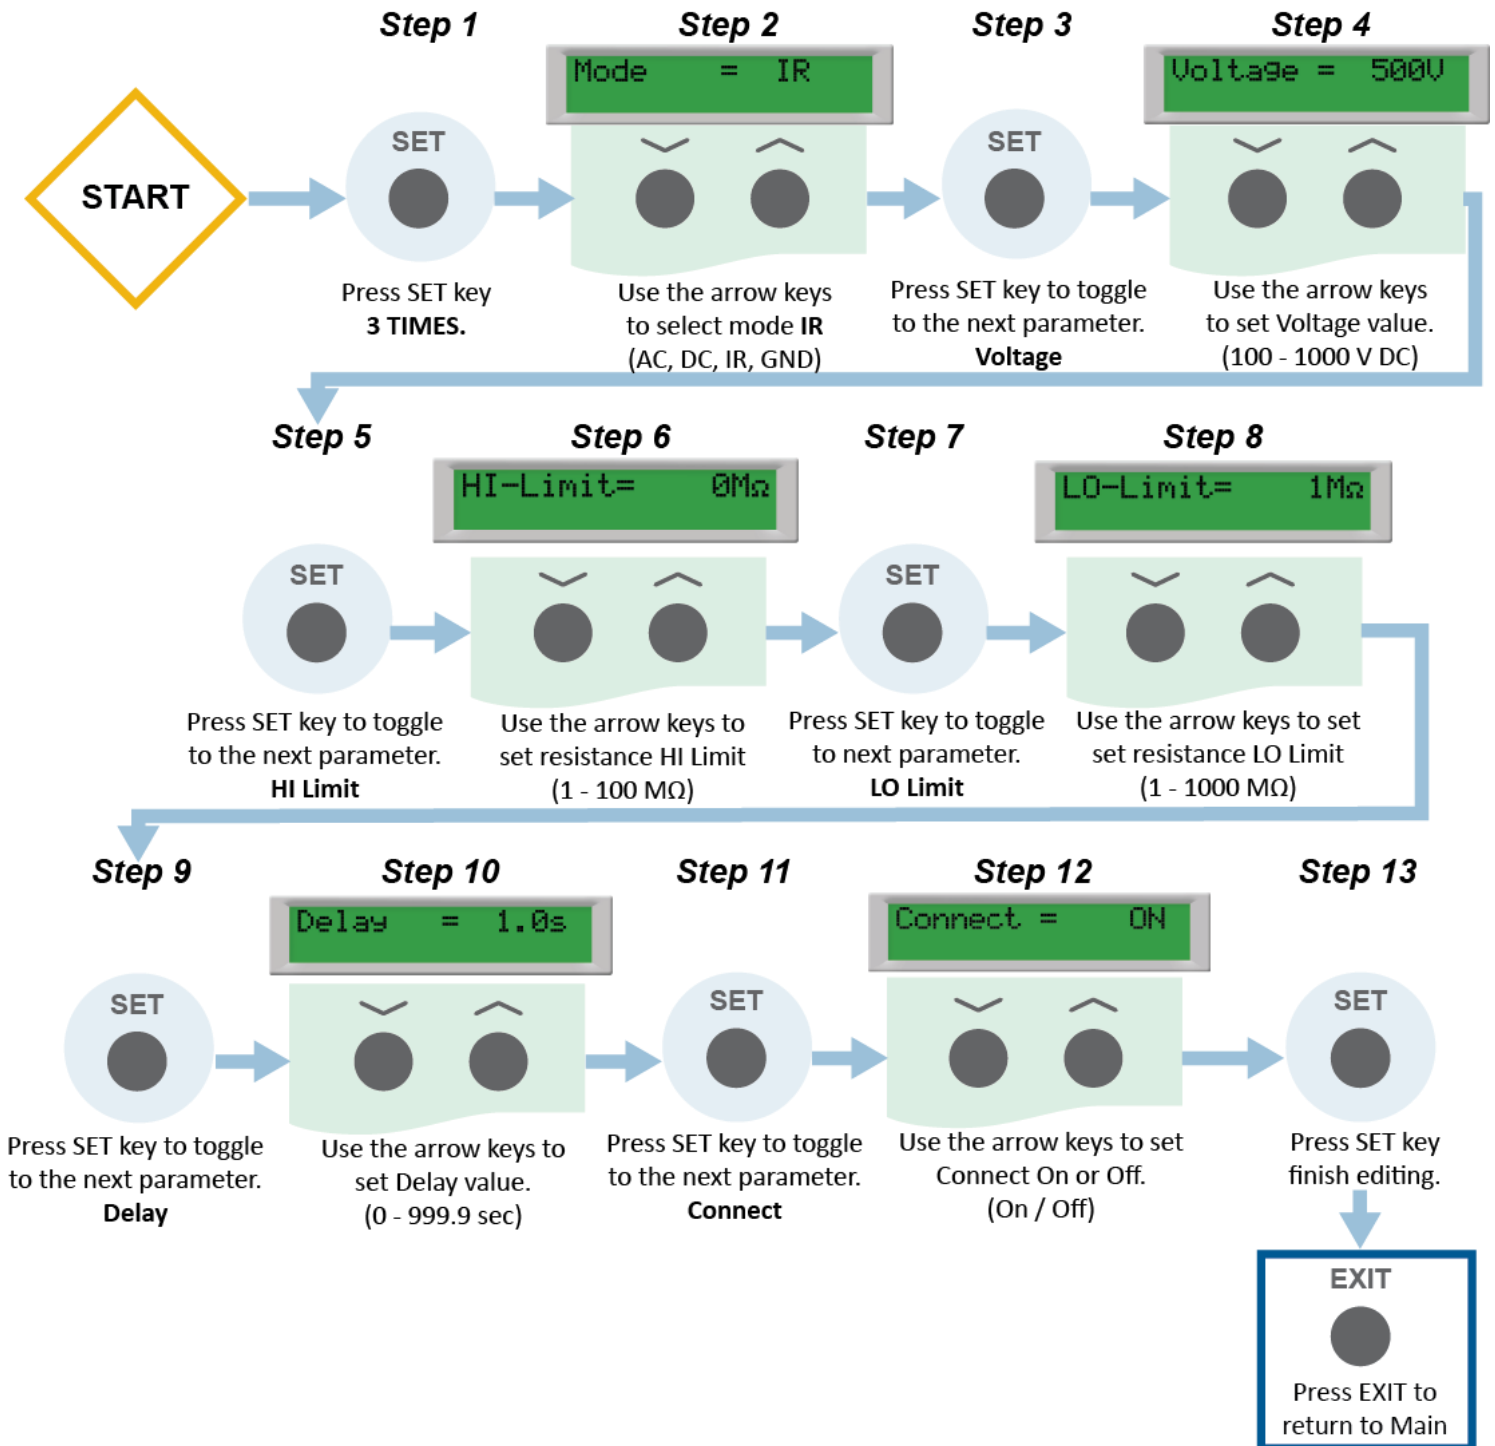 Step 1
Step 2
Step 3
Step 4
Mode = IR
Voltage = 500V
START
SET
SET
Press SET key
3 TIMES.
Use the arrow keys
to select mode IR
(AC, DC, IR, GND)
Press SET key to toggle
to the next parameter.
Voltage
Use the arrow keys
to set Voltage value.
(100 - 1000 V DC)
Step 5
Step 6
Step 7
Step 8
HI-Limit= 0MΩ
LO-Limit= 1MΩ
SET
SET
Press SET key to toggle
to the next parameter.
HI Limit
Use the arrow keys to
set resistance HI Limit
(1 - 100 MΩ)
Press SET key to toggle
to next parameter.
LO Limit
Use the arrow keys to set
set resistance LO Limit
(1 - 1000 MΩ)
Step 9
Step 10
Step 11
Step 12
Step 13
Delay = 1.0s
Connect = ON
SET
SET
SET
Press SET key to toggle
to the next parameter.
Delay
Use the arrow keys to
set Delay value.
(0 - 999.9 sec)
Press SET key to toggle
to the next parameter.
Connect
Use the arrow keys to set
Connect On or Off.
(On / Off)
Press SET key
finish editing.
EXIT
Press EXIT to
return to Main